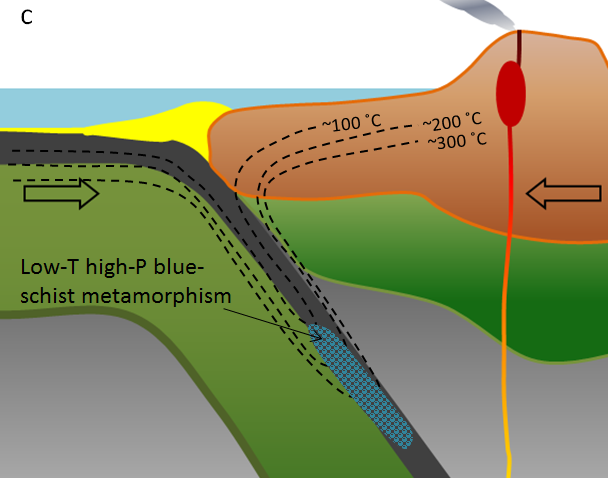 C
~100 ˚C
~200 ˚C
~300 ˚C
Low-T high-P blue-
schist metamorphism